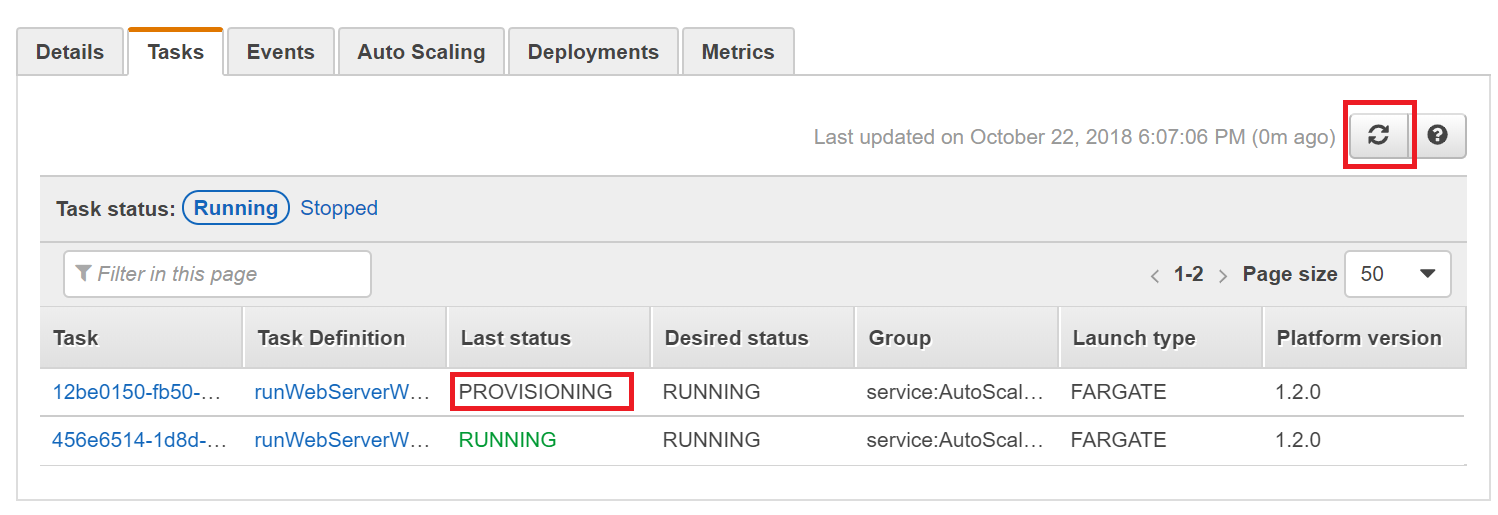 Details Tasks Events Auto Scaling Deployments Metrics
Last updated on October 22, 2018 6:07:06 PM (0m ago)
Task status: Running Stopped
Filter in this page 1-2 Page size 50
Task Task Definition Last status Desired status Group Launch type Platform version
12be0150-fb50-… runWebServerW… PROVISIONING RUNNING service:AutoScal… FARGATE 1.2.0
456e6514-1d8d-… runWebServerW… RUNNING RUNNING service:AutoScal… FARGATE 1.2.0